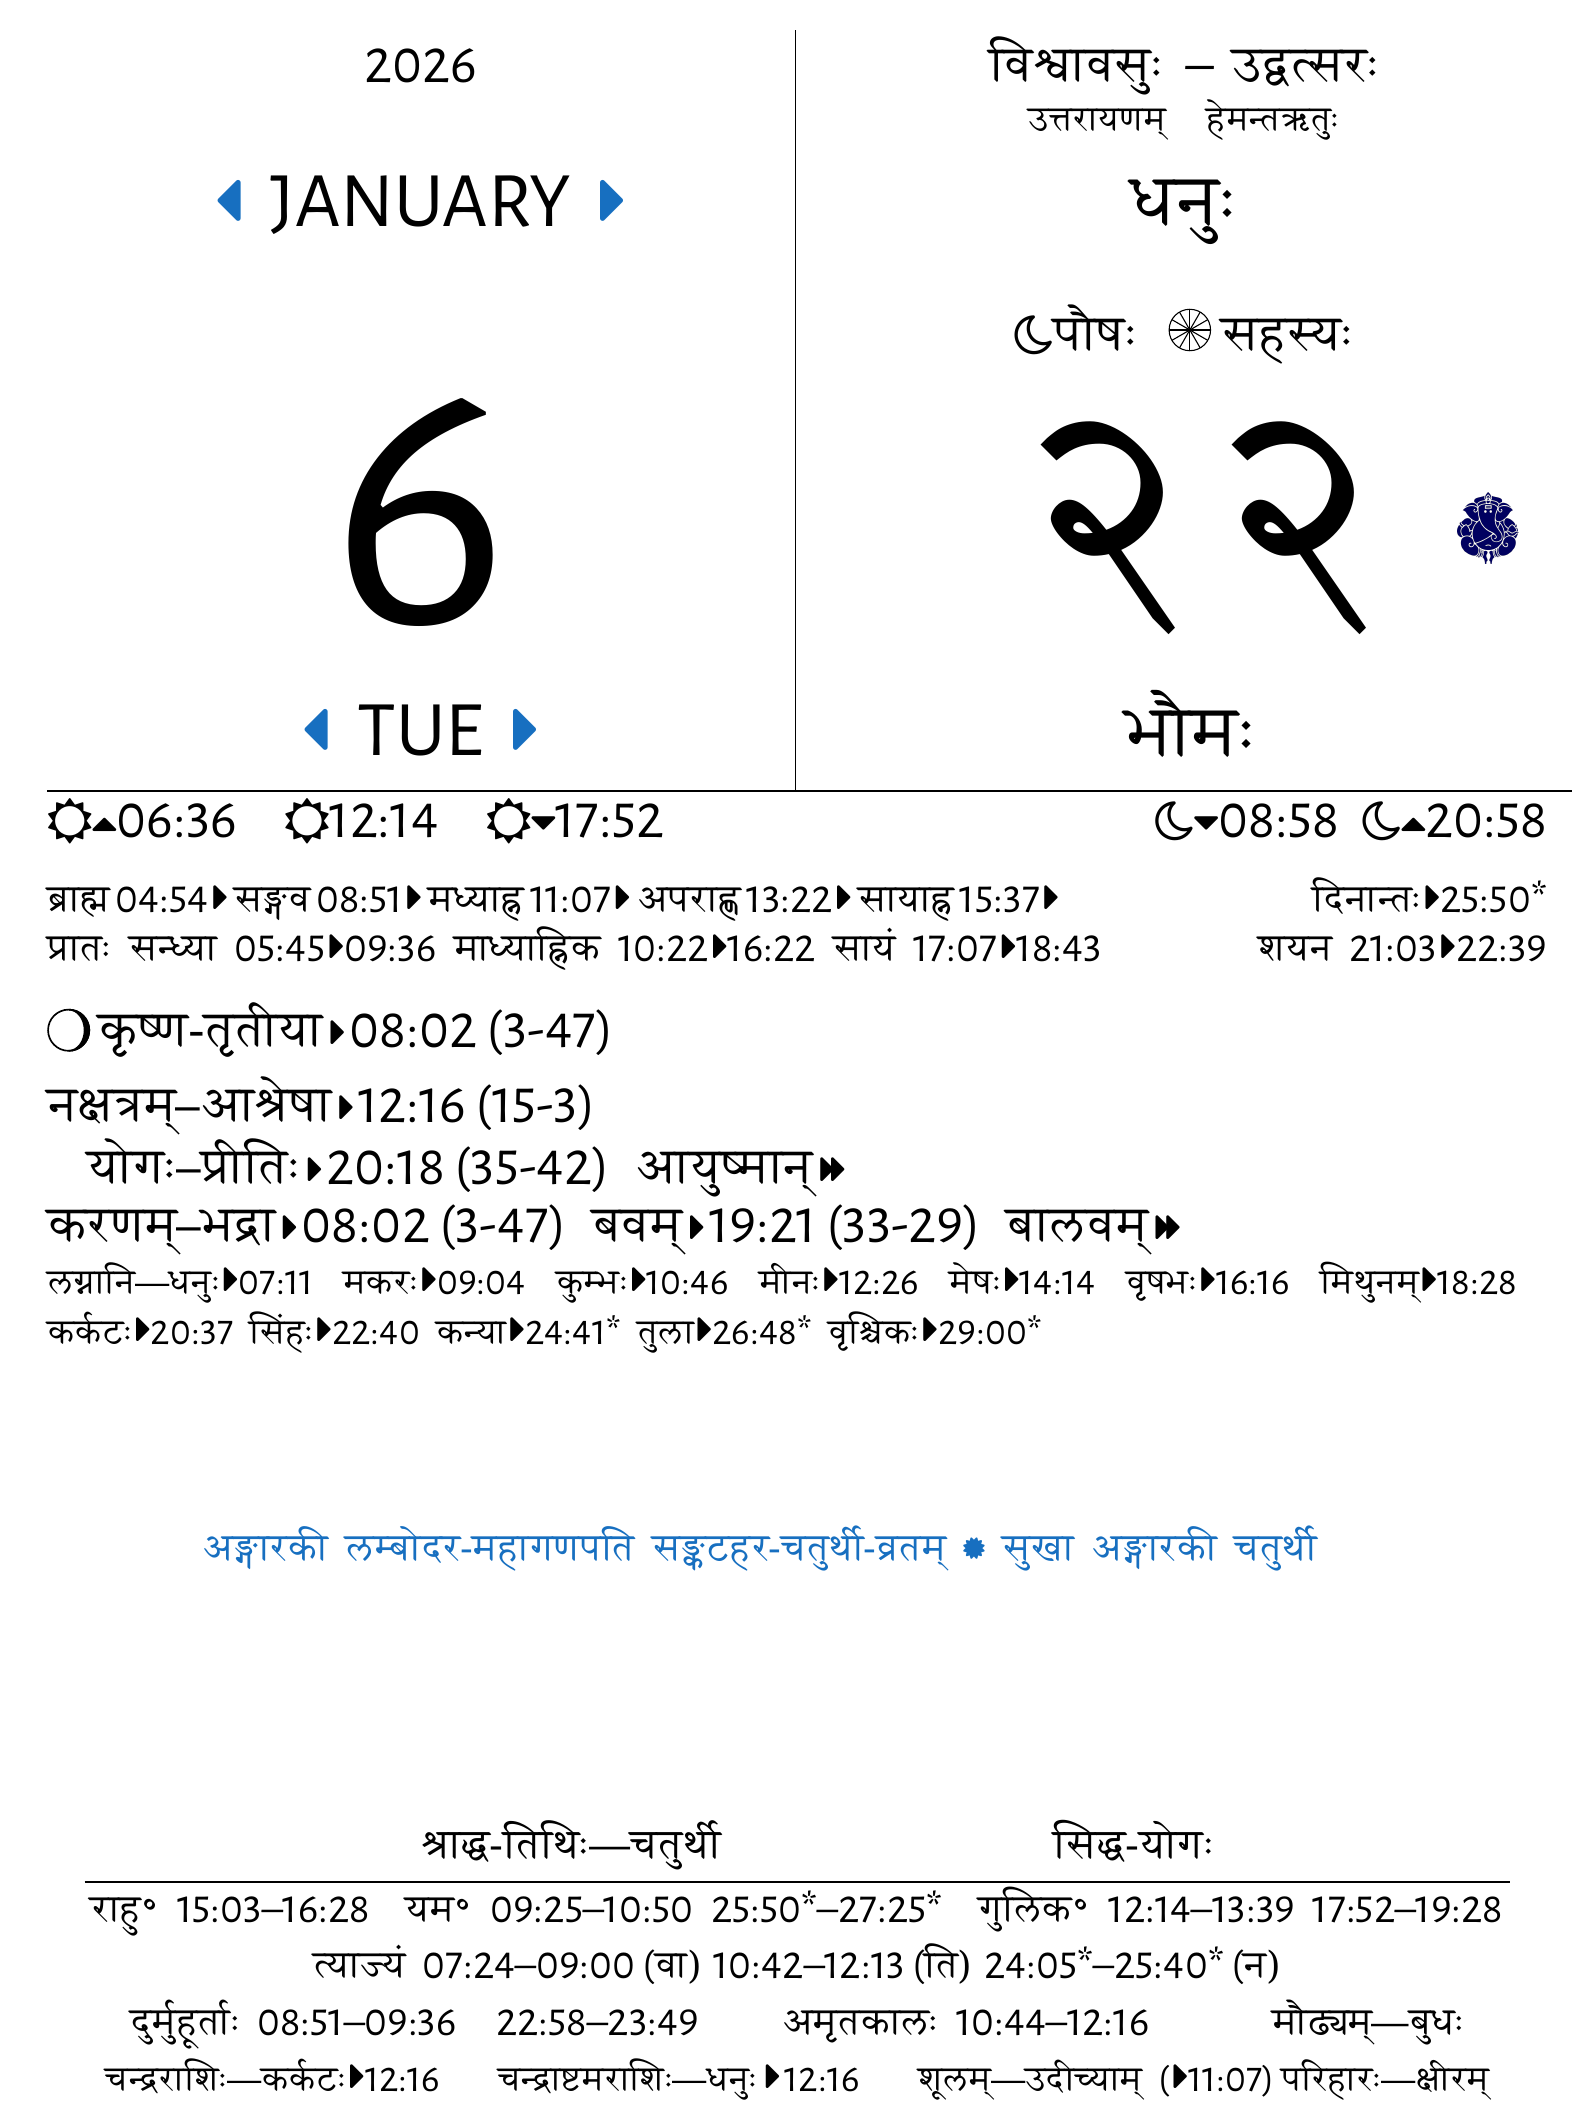 2026
JANUARY
6
TUE
विश्वावसुः – उद्वत्सरः
उत्तरायणम् हेमन्तऋतुः
धनुः
पौषः सहस्यः
२२
भौमः
06:36 12:14 17:52 08:58 20:58
ब्राह्म 04:54 सङ्गव 08:51 मध्याह्न 11:07 अपराह्ण 13:22 सायाह्न 15:37 दिनान्तः 25:50*
प्रातः सन्ध्या 05:45 09:36 माध्याह्निक 10:22 16:22 सायं 17:07 18:43 शयन 21:03 22:39
कृष्ण-तृतीया 08:02 (3-47)
नक्षत्रम्–आश्रेषा 12:16 (15-3)
योगः–प्रीतिः 20:18 (35-42) आयुष्मान्
करणम्–भद्रा 08:02 (3-47) बवम् 19:21 (33-29) बालवम्
लग्नानि—धनुः 07:11 मकरः 09:04 कुम्भः 10:46 मीनः 12:26 मेषः 14:14 वृषभः 16:16 मिथुनम् 18:28
कर्कटः 20:37 सिंहः 22:40 कन्या 24:41* तुला 26:48* वृश्चिकः 29:00*
अङ्गारकी लम्बोदर-महागणपति सङ्कटहर-चतुर्थी-व्रतम् ✹ सुखा अङ्गारकी चतुर्थी
श्राद्ध-तिथिः—चतुर्थी सिद्ध-योगः
राहु° 15:03–16:28 यम° 09:25–10:50 25:50*–27:25* गुलिक° 12:14–13:39 17:52–19:28
त्याज्यं 07:24–09:00 (वा) 10:42–12:13 (ति) 24:05*–25:40* (न)
दुर्मुहूर्ताः 08:51–09:36 22:58–23:49 अमृतकालः 10:44–12:16 मौढ्यम्—बुधः
चन्द्रराशिः—कर्कटः 12:16 चन्द्राष्टमराशिः—धनुः 12:16 शूलम्—उदीच्याम् ( 11:07) परिहारः—क्षीरम्